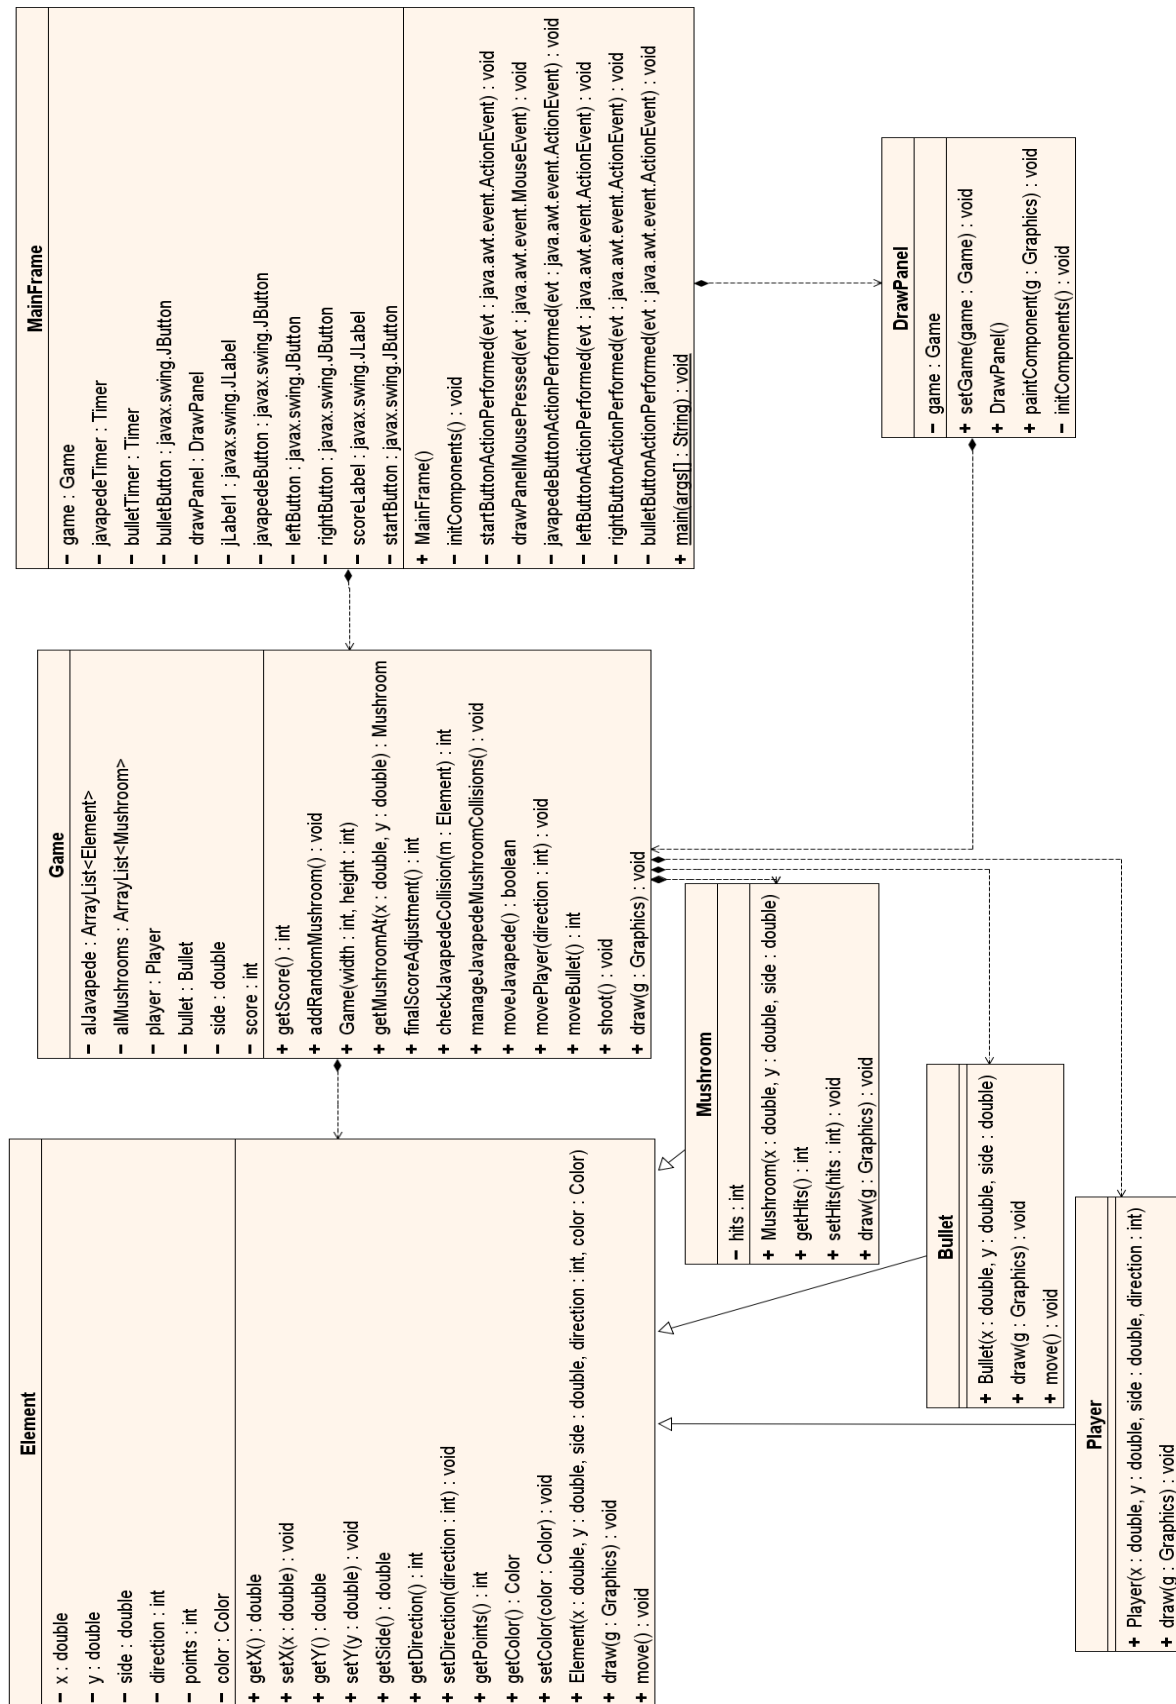 MainFrame
− game : Game
− javapedeTimer : Timer
− bulletTimer : Timer
− bulletButton : javax.swing.JButton
− drawPanel : DrawPanel
− jLabel1 : javax.swing.JLabel
− javapedeButton : javax.swing.JButton
− leftButton : javax.swing.JButton
− rightButton : javax.swing.JButton
− scoreLabel : javax.swing.JLabel
− startButton : javax.swing.JButton
+ MainFrame()
− initComponents() : void
− startButtonActionPerformed(evt : java.awt.event.ActionEvent) : void
− drawPanelMousePressed(evt : java.awt.event.MouseEvent) : void
− javapedeButtonActionPerformed(evt : java.awt.event.ActionEvent) : void
− leftButtonActionPerformed(evt : java.awt.event.ActionEvent) : void
− rightButtonActionPerformed(evt : java.awt.event.ActionEvent) : void
− bulletButtonActionPerformed(evt : java.awt.event.ActionEvent) : void
+ main(args[] : String) : void
DrawPanel
− game : Game
+ setGame(game : Game) : void
+ DrawPanel()
+ paintComponent(g : Graphics) : void
− initComponents() : void
Game
− alJavapede : ArrayList<Element>
− alMushrooms : ArrayList<Mushroom>
− player : Player
− bullet : Bullet
− side : double
− score : int
+ getScore() : int
+ addRandomMushroom() : void
+ Game(width : int, height : int)
+ getMushroomAt(x : double, y : double) : Mushroom
+ finalScoreAdjustment() : int
+ checkJavapedeCollision(m : Element) : int
+ manageJavapedeMushroomCollisions() : void
+ moveJavapede() : boolean
+ movePlayer(direction : int) : void
+ moveBullet() : int
+ shoot() : void
+ draw(g : Graphics) : void
Element
− x : double
− y : double
− side : double
− direction : int
− points : int
− color : Color
+ getX() : double
+ setX(x : double) : void
+ getY() : double
+ setY(y : double) : void
+ getSide() : double
+ getDirection() : int
+ setDirection(direction : int) : void
+ getPoints() : int
+ getColor() : Color
+ setColor(color : Color) : void
+ Element(x : double, y : double, side : double, direction : int, color : Color)
+ draw(g : Graphics) : void
+ move() : void
Mushroom
− hits : int
+ Mushroom(x : double, y : double, side : double)
+ getHits() : int
+ setHits(hits : int) : void
+ draw(g : Graphics) : void
Bullet
+ Bullet(x : double, y : double, side : double)
+ draw(g : Graphics) : void
+ move() : void
Player
+ Player(x : double, y : double, side : double, direction : int)
+ draw(g : Graphics) : void